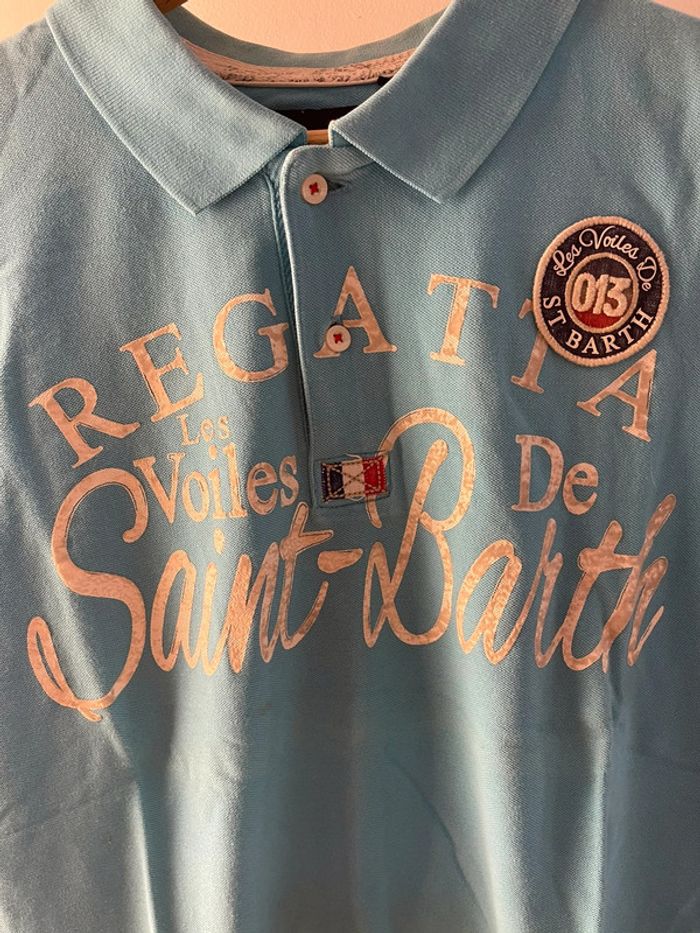 Les Voiles De
013
ST BARTH
REGATTA
Les
Voiles De
Saint-Barth